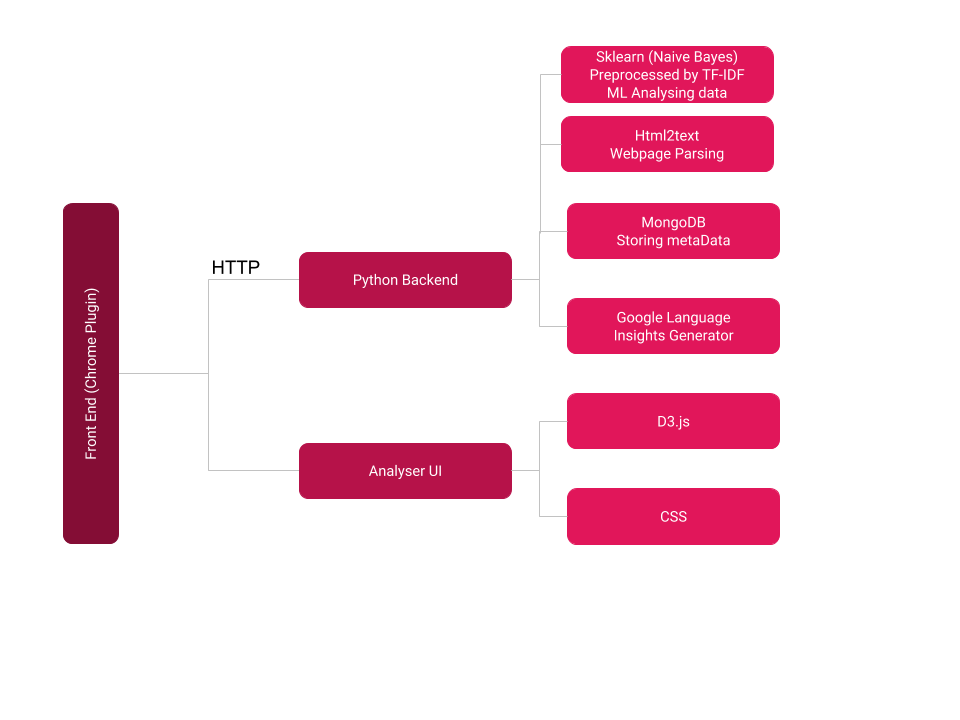 Front End (Chrome Plugin)
HTTP
Python Backend
Analyser UI
Sklearn (Naive Bayes)
Preprocessed by TF-IDF
ML Analysing data
Html2text
Webpage Parsing
MongoDB
Storing metaData
Google Language
Insights Generator
D3.js
CSS